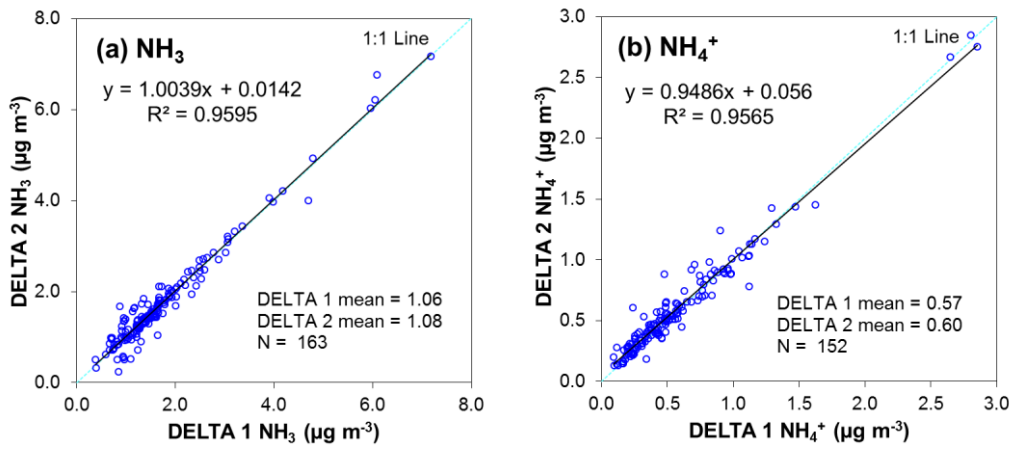 (a) NH₃
1:1 Line
y = 1.0039x + 0.0142
R² = 0.9595
DELTA 1 mean = 1.06
DELTA 2 mean = 1.08
N = 163
DELTA 2 NH₃ (µg m⁻³)
8.0
6.0
4.0
2.0
0.0
0.0 2.0 4.0 6.0 8.0
DELTA 1 NH₃ (µg m⁻³)
(b) NH₄⁺
1:1 Line
y = 0.9486x + 0.056
R² = 0.9565
DELTA 1 mean = 0.57
DELTA 2 mean = 0.60
N = 152
DELTA 2 NH₄⁺ (µg m⁻³)
3.0
2.5
2.0
1.5
1.0
0.5
0.0
0.0 0.5 1.0 1.5 2.0 2.5 3.0
DELTA 1 NH₄⁺ (µg m⁻³)